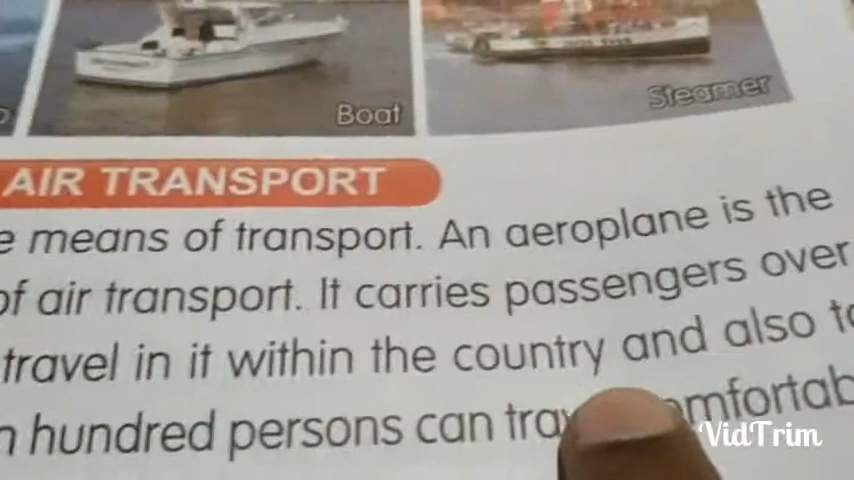 Boat
Steamer
AIR TRANSPORT
means of transport. An aeroplane is the
of air transport. It carries passengers over
travel in it within the country and also
hundred persons can
VidTrim